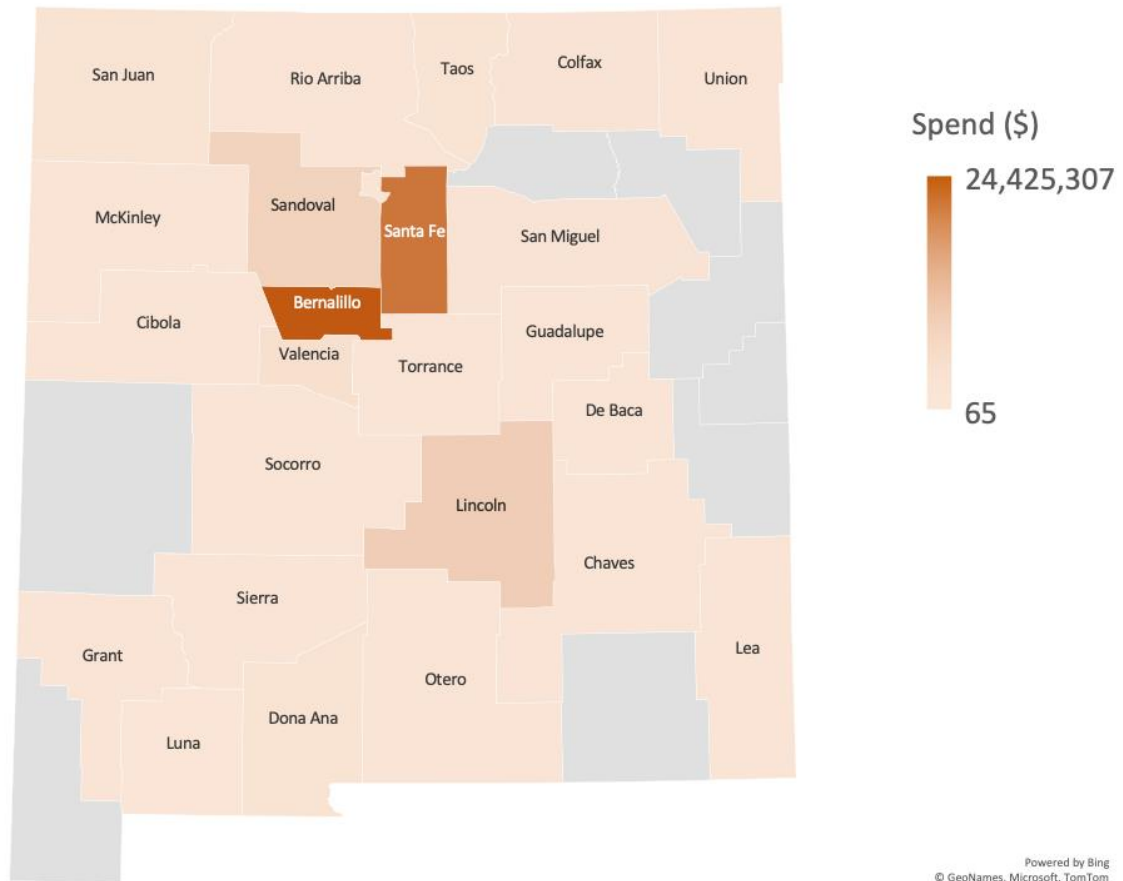 San Juan
Rio Arriba
Taos
Colfax
Union
Spend ($)
24,425,307
65
McKinley
Sandoval
Santa Fe
San Miguel
Bernalillo
Cibola
Guadalupe
Valencia
Torrance
De Baca
Socorro
Lincoln
Chaves
Sierra
Grant
Otero
Lea
Dona Ana
Luna
Powered by Bing
© GeoNames, Microsoft, TomTom